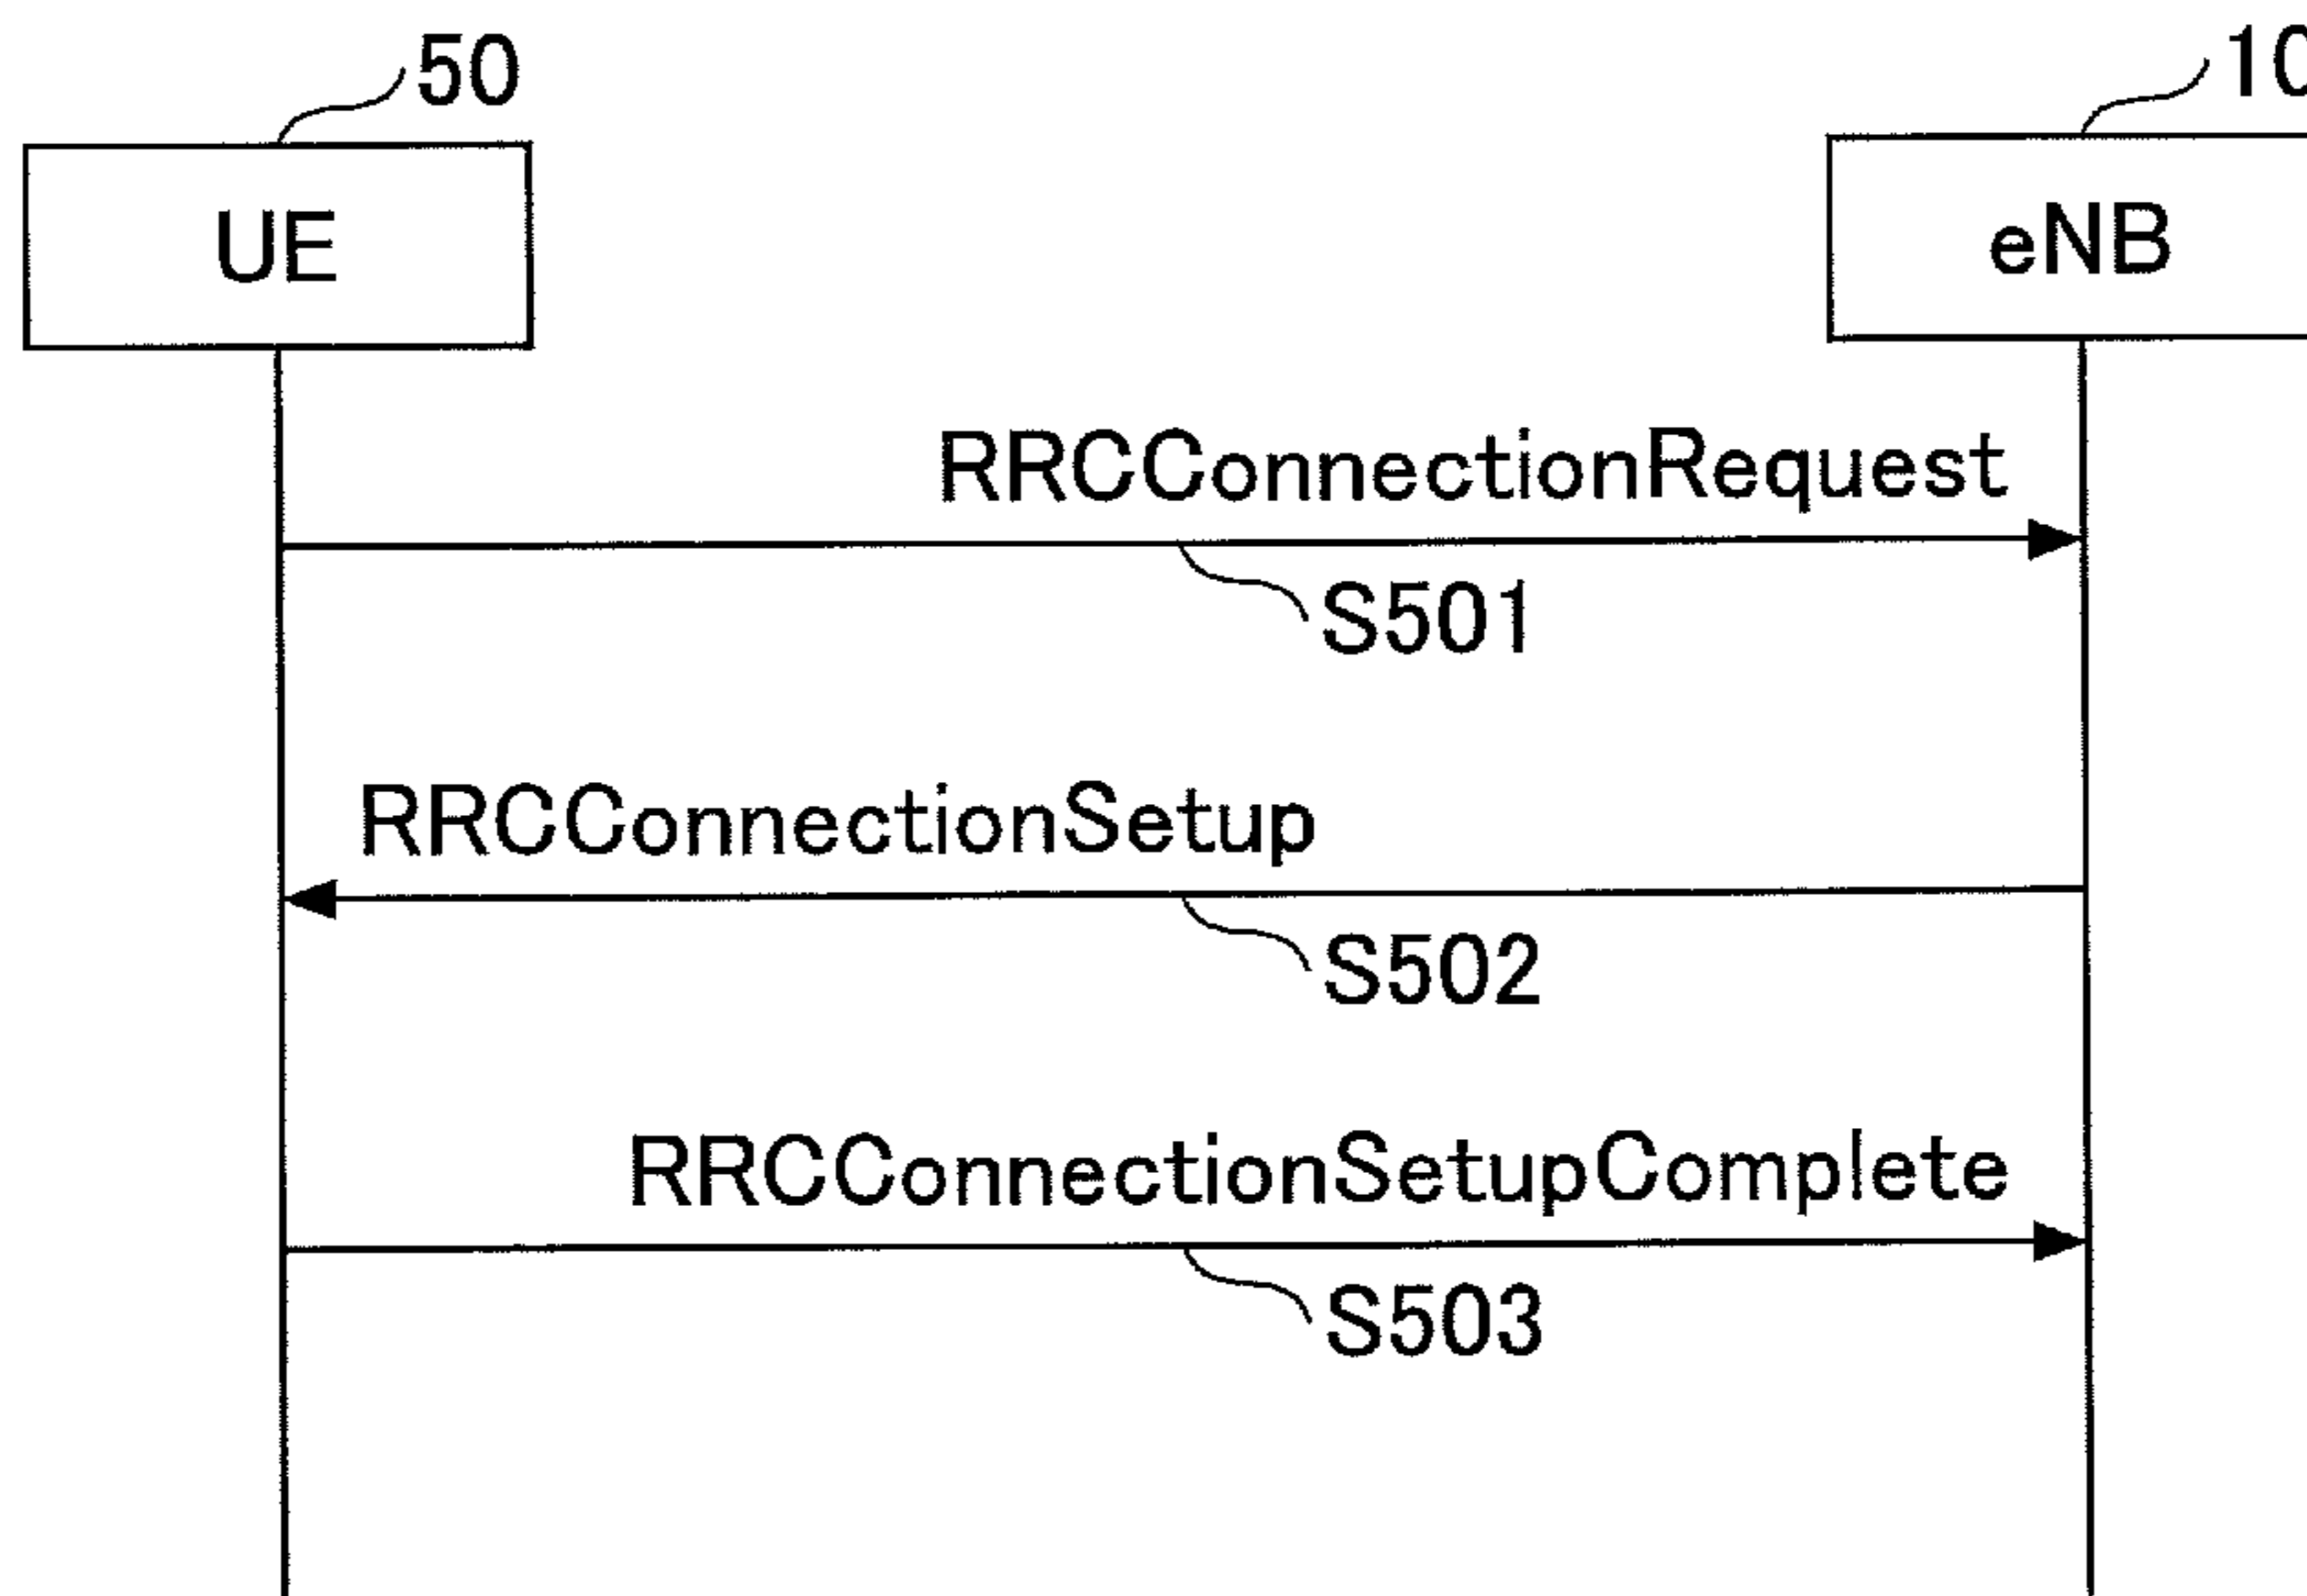 50
10
UE
eNB
RRCConnectionRequest
S501
RRCConnectionSetup
S502
RRCConnectionSetupComplete
S503